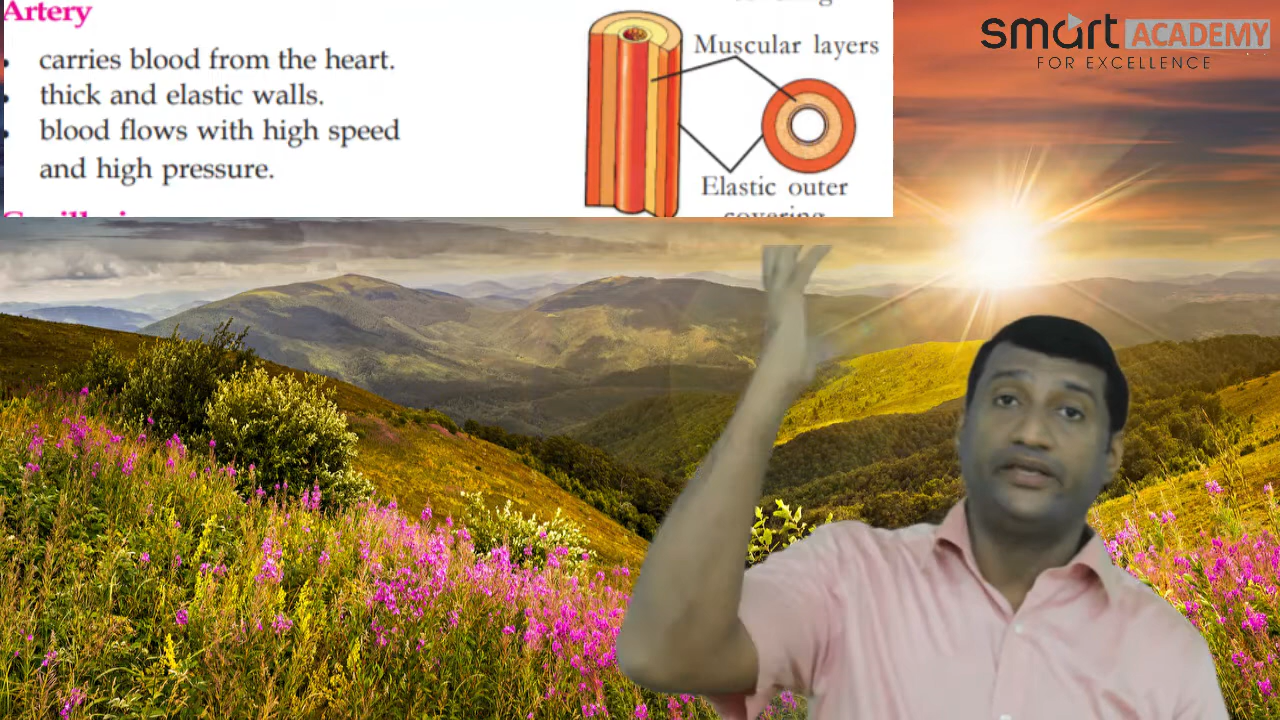 Artery
carries blood from the heart.
thick and elastic walls.
blood flows with high speed
and high pressure.
Muscular layers
Elastic outer
covering
smart ACADEMY
FOR EXCELLENCE